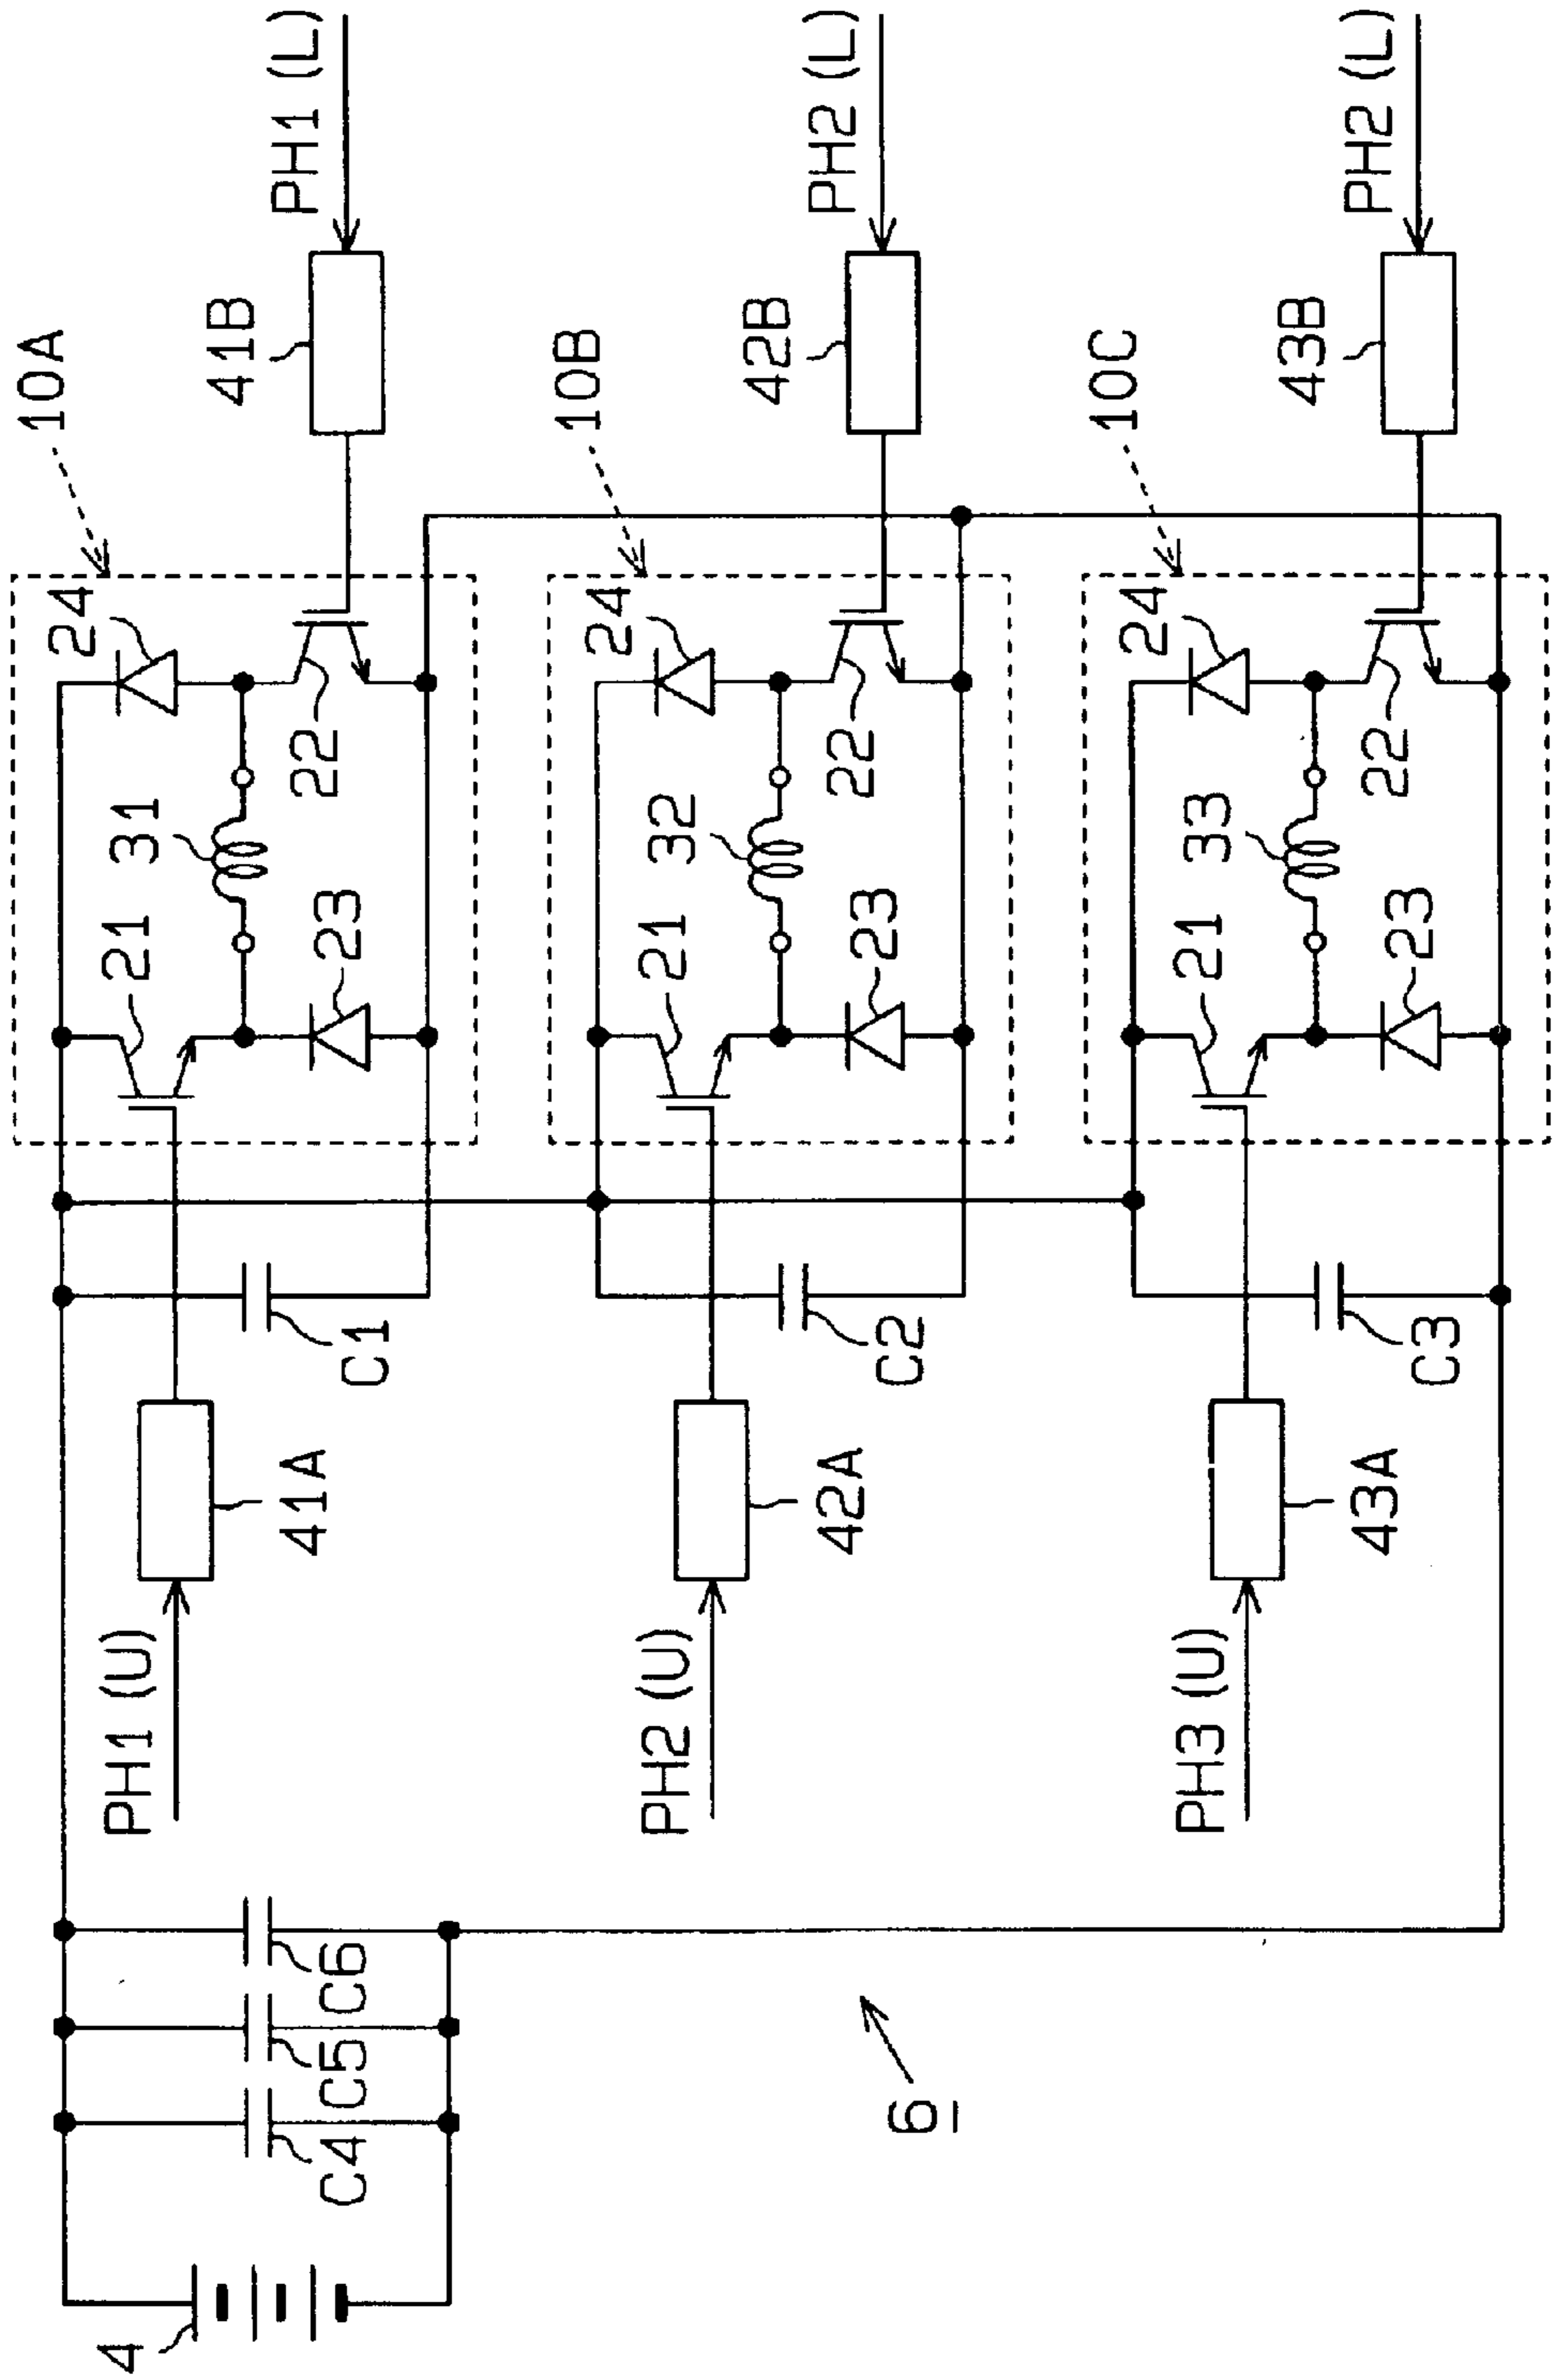 10A
24
41B
PH1 (L)
21
31
22
23
C1
41A
PH1 (U)
10B
24
42B
PH2 (L)
21
32
22
23
C2
42A
PH2 (U)
10C
24
43B
PH2 (L)
21
33
22
23
C3
43A
PH3 (U)
C6
C5
C4
4
6